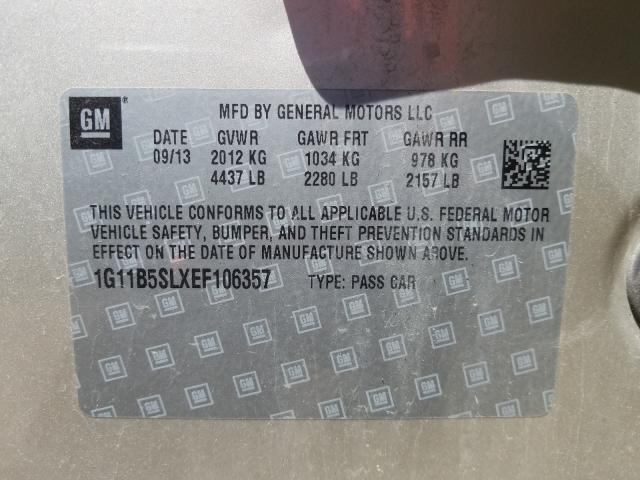 GM
MFD BY GENERAL MOTORS LLC
DATE GVWR GAWR FRT GAWR RR
09/13 2012 KG 1034 KG 978 KG
4437 LB 2280 LB 2157 LB
THIS VEHICLE CONFORMS TO ALL APPLICABLE U.S. FEDERAL MOTOR
VEHICLE SAFETY, BUMPER, AND THEFT PREVENTION STANDARDS IN
EFFECT ON THE DATE OF MANUFACTURE SHOWN ABOVE.
1G11B5SLXEF106357 TYPE: PASS CAR